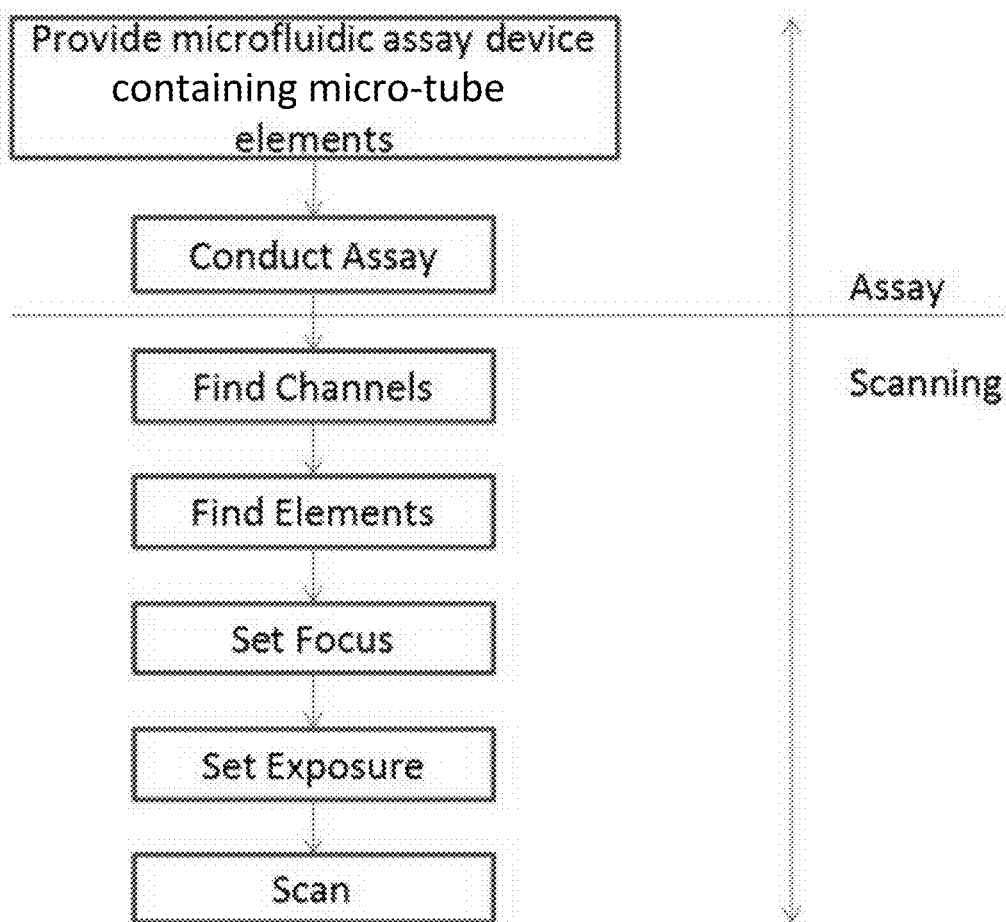 Provide microfluidic assay device
containing micro-tube
elements
Conduct Assay
Assay
Find Channels
Scanning
Find Elements
Set Focus
Set Exposure
Scan